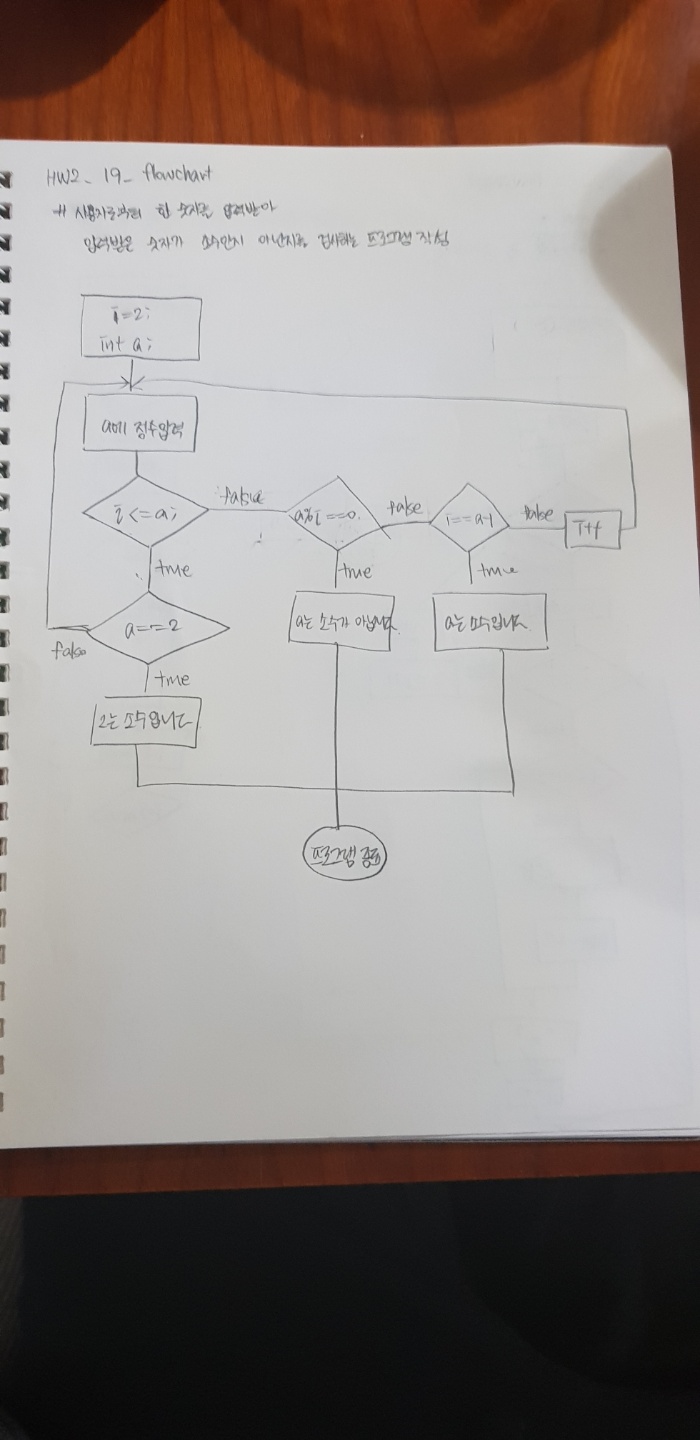 HW2_19_flowchart
# 사용자로부터 한 숫자를 입력받아
입력받은 숫자가 소수인지 아닌지를 검사하는 프로그램 작성
i=2;
int a;
a에 정수입력
i<=a;
false
a%i==0.
false
i==a-1
false
i++
true
true
true
a==2
false
a는 소수가 아닙니다.
a는 소수입니다.
true
2는 소수입니다
프로그램 종료